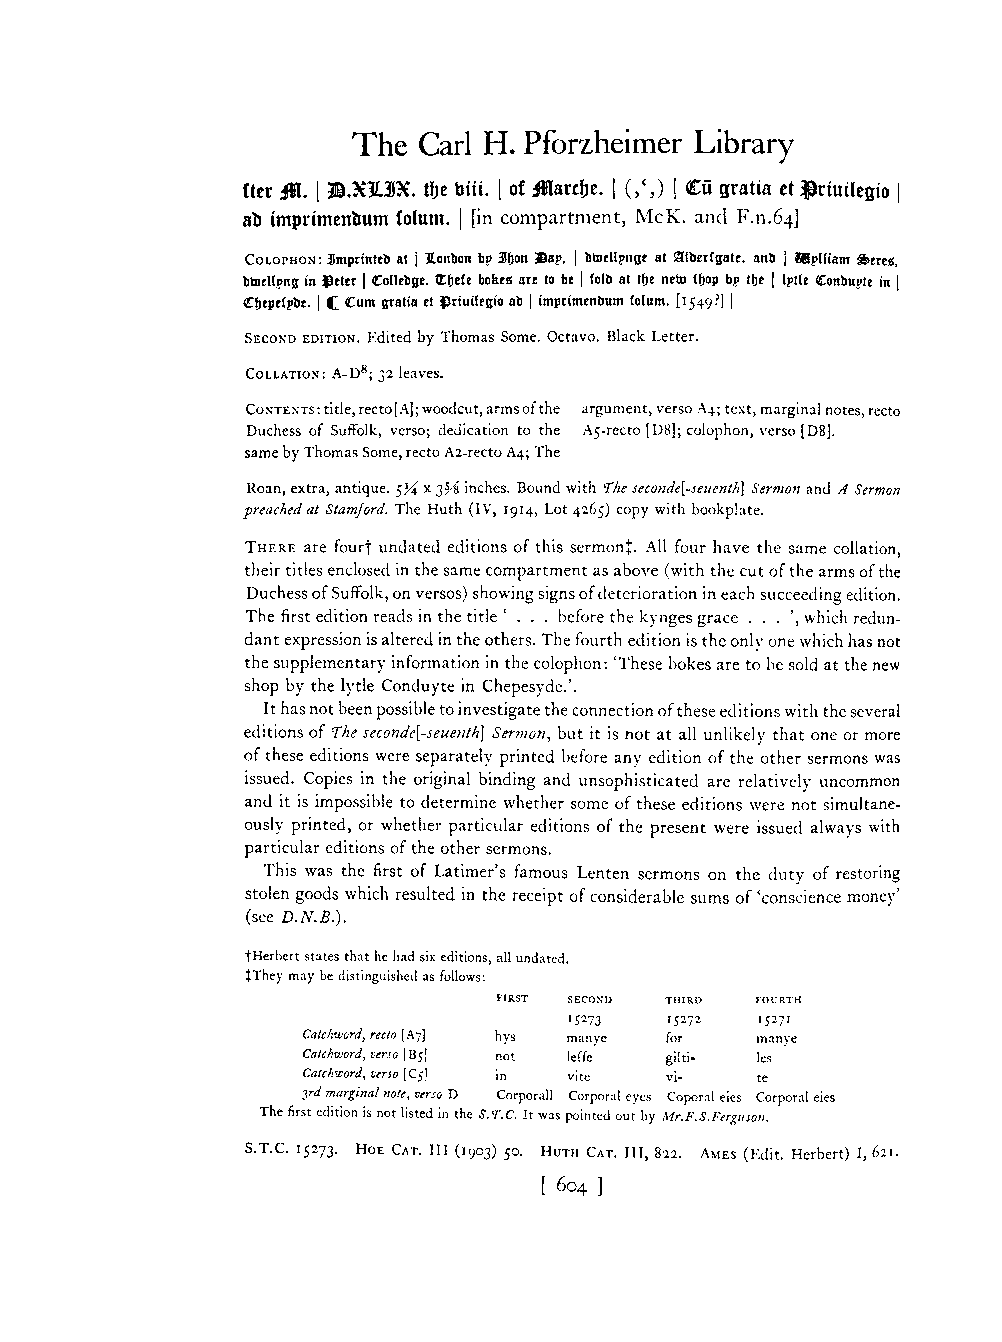 The Carl H. Pforzheimer Library
ſter M. | D.XLIX. the viii. | of Marche. | (,‘,) | Cū gratia et Priuilegio |
ad imprimendum ſolum. | [in compartment, McK. and F.n.64]
COLOPHON: Imprinted at | London by Ihon Day, | dwellynge at Alderſgate. and | Wylliam Seres,
dwellyng in Peter | Colledge. Theſe bokes are to be | ſold at the new ſhop by the | lytle Conduyte in |
Chepeſyde. | ¶ Cum gratia et Priuilegio ad | imprimendum ſolum. [1549?] |
SECOND EDITION. Edited by Thomas Some. Octavo. Black Letter.
COLLATION: A-D⁸; 32 leaves.
CONTENTS: title, recto [A]; woodcut, arms of the
Duchess of Suffolk, verso; dedication to the
same by Thomas Some, recto A2-recto A4; The
argument, verso A4; text, marginal notes, recto
A5-recto [D8]; colophon, verso [D8].
Roan, extra, antique. 5¼ x 3⅝ inches. Bound with The seconde[-seuenth] Sermon and A Sermon
preached at Stamford. The Huth (IV, 1914, Lot 4265) copy with bookplate.
THERE are four† undated editions of this sermon‡. All four have the same collation,
their titles enclosed in the same compartment as above (with the cut of the arms of the
Duchess of Suffolk, on versos) showing signs of deterioration in each succeeding edition.
The first edition reads in the title ‘ . . . before the kynges grace . . . ’, which redun-
dant expression is altered in the others. The fourth edition is the only one which has not
the supplementary information in the colophon: ‘These bokes are to be sold at the new
shop by the lytle Conduyte in Chepesyde.’.
It has not been possible to investigate the connection of these editions with the several
editions of The seconde[-seuenth] Sermon, but it is not at all unlikely that one or more
of these editions were separately printed before any edition of the other sermons was
issued. Copies in the original binding and unsophisticated are relatively uncommon
and it is impossible to determine whether some of these editions were not simultane-
ously printed, or whether particular editions of the present were issued always with
particular editions of the other sermons.
This was the first of Latimer’s famous Lenten sermons on the duty of restoring
stolen goods which resulted in the receipt of considerable sums of ‘conscience money’
(see D.N.B.).
†Herbert states that he had six editions, all undated.
‡They may be distinguished as follows:
FIRST SECOND THIRD FOURTH
15273 15272 15271
Catchword, recto [A7] hys manye for manye
Catchword, verso [B5] not leſſe gilti- les
Catchword, verso [C5] in vite vi- te
3rd marginal note, verso D Corporall Corporal eyes Coporal eies Corporal eies
The first edition is not listed in the S.T.C. It was pointed out by Mr.F.S.Ferguson.
S.T.C. 15273. HOE CAT. III (1903) 50. HUTH CAT. III, 822. AMES (Edit. Herbert) I, 621.
[ 604 ]